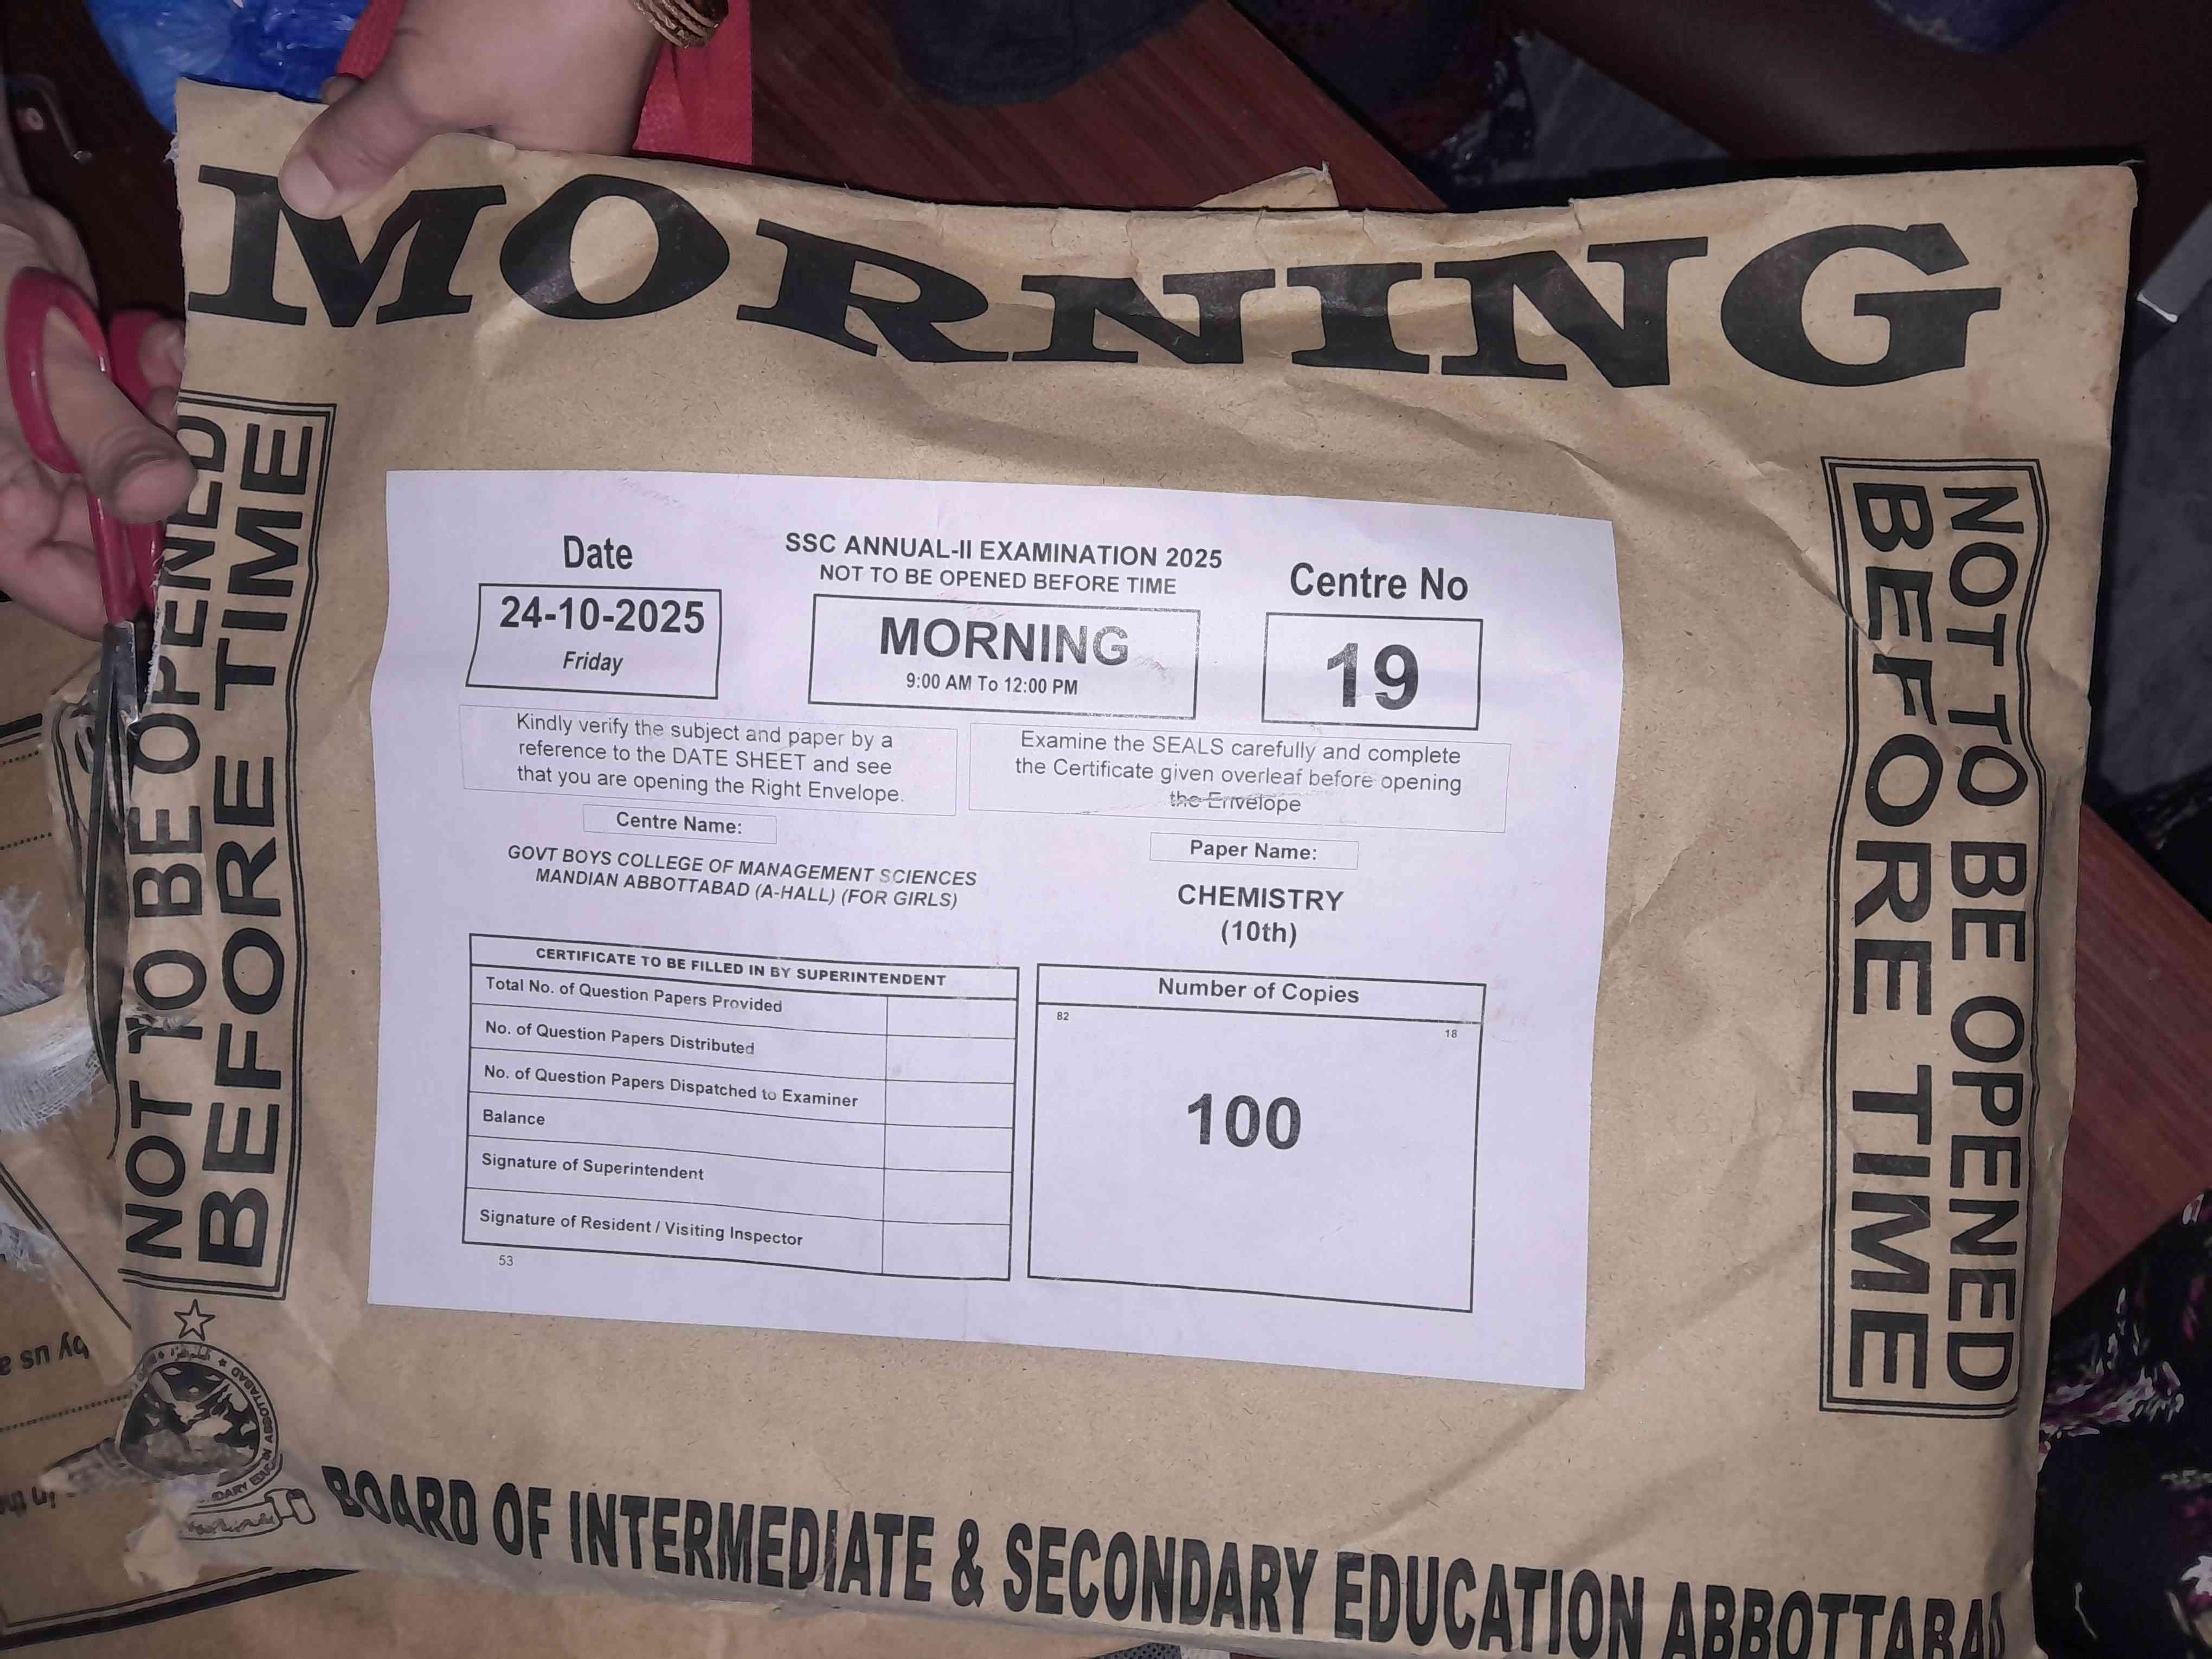 MORNING
NOT TO BE OPENED
BEFORE TIME
Date
24-10-2025
Friday
SSC ANNUAL-II EXAMINATION 2025
NOT TO BE OPENED BEFORE TIME
MORNING
9:00 AM To 12:00 PM
Centre No
19
Kindly verify the subject and paper by a
reference to the DATE SHEET and see
that you are opening the Right Envelope.
Examine the SEALS carefully and complete
the Certificate given overleaf before opening
the Envelope
Centre Name:
GOVT BOYS COLLEGE OF MANAGEMENT SCIENCES
MANDIAN ABBOTTABAD (A-HALL) (FOR GIRLS)
Paper Name:
CHEMISTRY
(10th)
CERTIFICATE TO BE FILLED IN BY SUPERINTENDENT
Total No. of Question Papers Provided
No. of Question Papers Distributed
No. of Question Papers Dispatched to Examiner
Balance
Signature of Superintendent
Signature of Resident / Visiting Inspector
53
Number of Copies
82
18
100
NOT TO BE OPENED
BEFORE TIME
by us
ABBOTTABAD
BOARD OF INTERMEDIATE & SECONDARY EDUCATION ABBOTTABAD